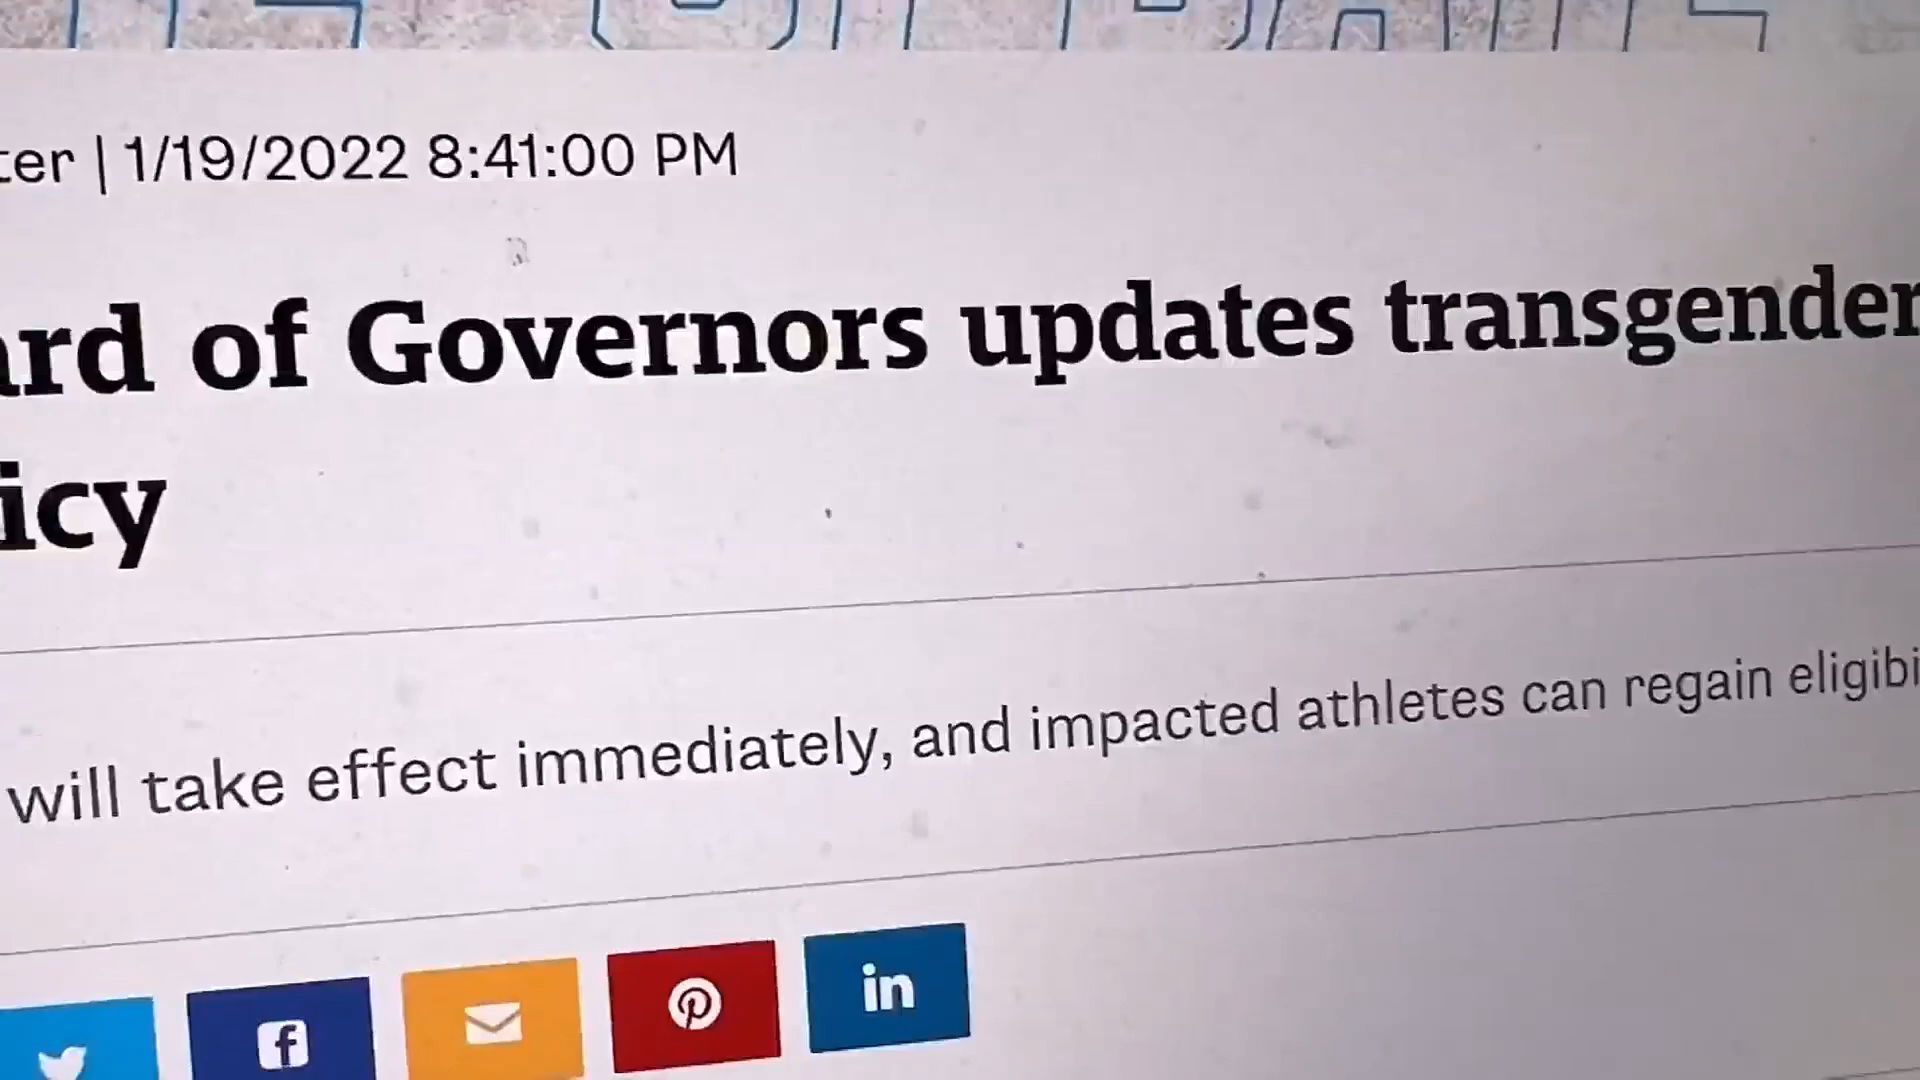 ter | 1/19/2022 8:41:00 PM
ard of Governors updates transgender
icy
will take effect immediately, and impacted athletes can regain eligibi
f
in